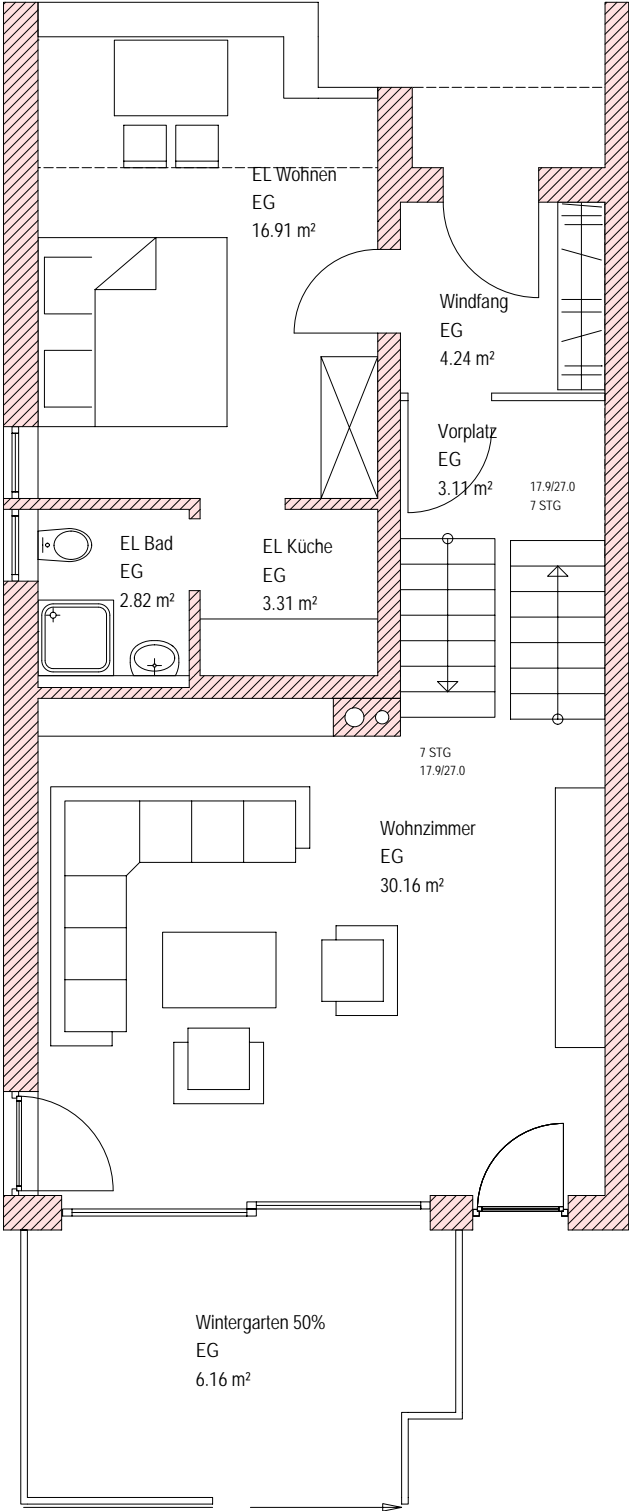 EL Wohnen
EG
16.91 m²
Windfang
EG
4.24 m²
Vorplatz
EG
3.11 m²
17.9/27.0
7 STG
EL Bad
EG
2.82 m²
EL Küche
EG
3.31 m²
7 STG
17.9/27.0
Wohnzimmer
EG
30.16 m²
Wintergarten 50%
EG
6.16 m²